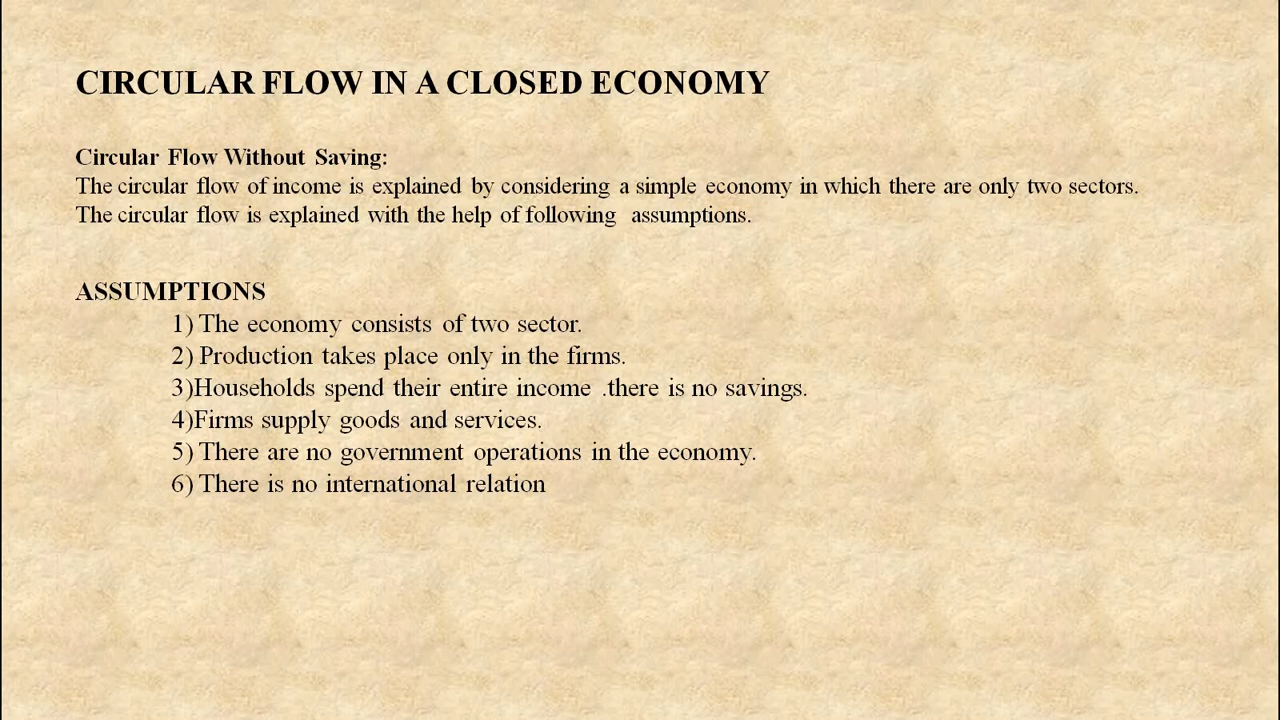 CIRCULAR FLOW IN A CLOSED ECONOMY
Circular Flow Without Saving:
The circular flow of income is explained by considering a simple economy in which there are only two sectors.
The circular flow is explained with the help of following assumptions.
ASSUMPTIONS
1) The economy consists of two sector.
2) Production takes place only in the firms.
3)Households spend their entire income .there is no savings.
4)Firms supply goods and services.
5) There are no government operations in the economy.
6) There is no international relation